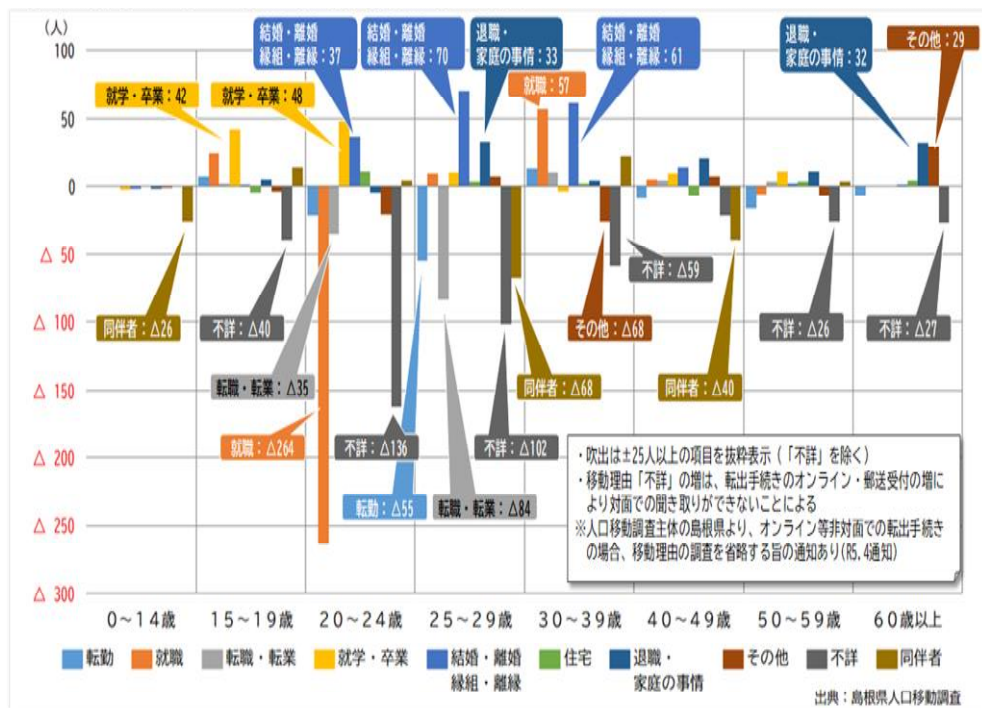 (人)
100
50
0
△ 50
△ 100
△ 150
△ 200
△ 250
△ 300
就学・卒業:42
結婚・離婚
縁組・離縁:37
就学・卒業:48
結婚・離婚
縁組・離縁:70
退職・
家庭の事情:33
就職:57
結婚・離婚
縁組・離縁:61
退職・
家庭の事情:32
その他:29
同伴者:△26
不詳:△40
転職・転業:△35
就職:△264
不詳:△136
転勤:△55
転職・転業:△84
不詳:△102
同伴者:△68
その他:△68
不詳:△59
同伴者:△40
不詳:△26
不詳:△27
・吹出は±25人以上の項目を抜粋表示(「不詳」を除く)
・移動理由「不詳」の増は、転出手続きのオンライン・郵送受付の増に
より対面での聞き取りができないことによる
※人口移動調査主体の島根県より、オンライン等非対面での転出手続き
の場合、移動理由の調査を省略する旨の通知あり(R5.4通知)
0~14歳
15~19歳
20~24歳
25~29歳
30~39歳
40~49歳
50~59歳
60歳以上
転勤
就職
転職・転業
就学・卒業
結婚・離婚
縁組・離縁
住宅
退職・
家庭の事情
その他
不詳
同伴者
出典:島根県人口移動調査